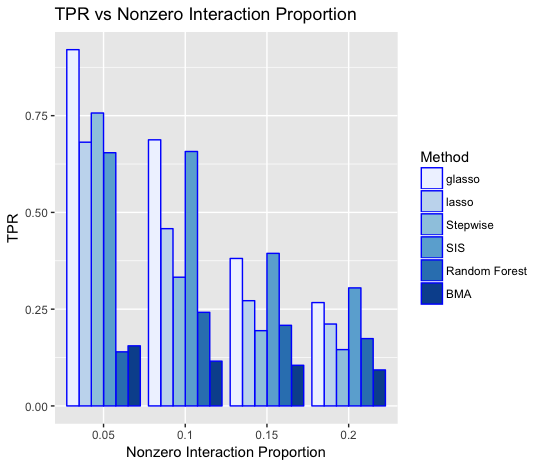 TPR vs Nonzero Interaction Proportion
TPR
0.75
0.50
0.25
0.00
0.05
0.1
0.15
0.2
Nonzero Interaction Proportion
Method
glasso
lasso
Stepwise
SIS
Random Forest
BMA